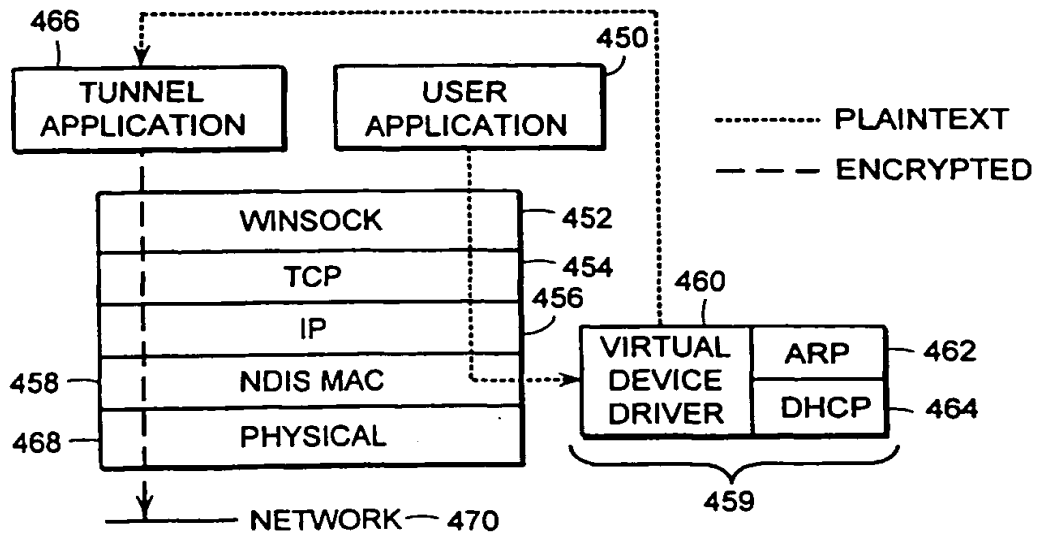 466
450
TUNNEL
APPLICATION
USER
APPLICATION
PLAINTEXT
ENCRYPTED
WINSOCK
452
TCP
454
IP
456
458
NDIS MAC
468
PHYSICAL
460
VIRTUAL
DEVICE
DRIVER
ARP
462
DHCP
464
459
NETWORK
470